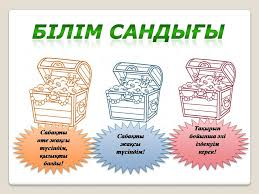 БІЛІМ САНДЫҒЫ
Сабақты
өте жақсы
түсіндім,
қызықты
болды!
Сабақты
жақсы
түсіндім!
Тақырып
бойынша әлі
ізденуім
керек!